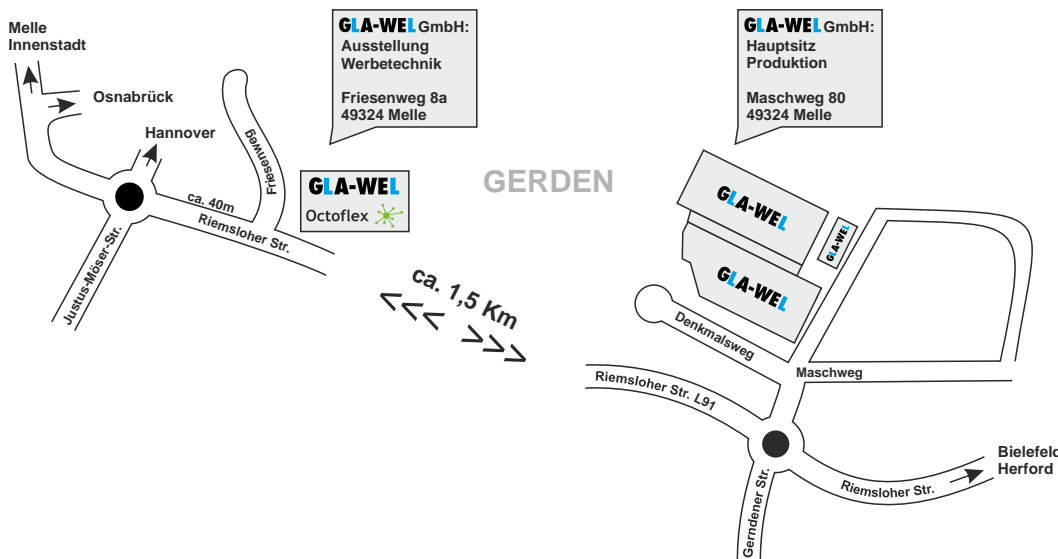 Melle
Innenstadt
Osnabrück
Hannover
GLA-WEL GmbH:
Ausstellung
Werbetechnik
Friesenweg 8a
49324 Melle
GLA-WEL GmbH:
Hauptsitz
Produktion
Maschweg 80
49324 Melle
Friesenweg
ca. 40m
Riemsloher Str.
Justus-Möser-Str.
GLA-WEL
Octoflex
GERDEN
ca. 1,5 Km
<<< >>>
GLA-WEL
GLA-WEL
GLA-WEL
Denkmalsweg
Maschweg
Riemsloher Str. L91
Gerndener Str.
Riemsloher Str.
Bielefeld
Herford